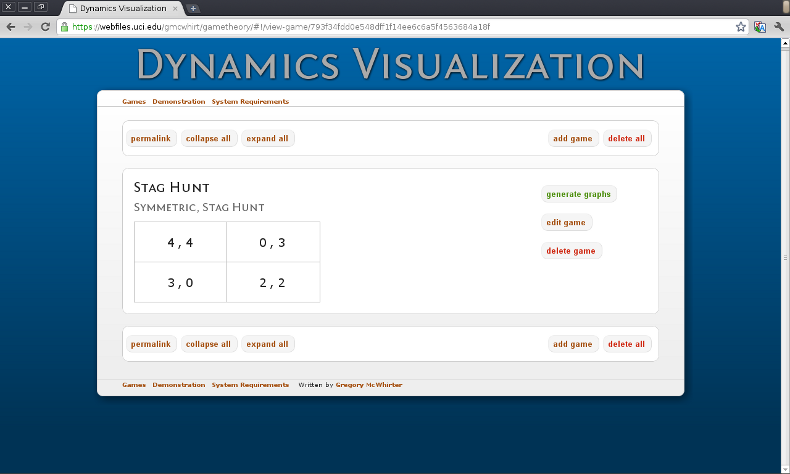 Dynamics Visualization
https://webfiles.uci.edu/gmcwhirt/gametheory/#!/view-game/793f34fdd0e548dff1f14ee6c6a5f4563684a18f
Dynamics Visualization
Games Demonstration System Requirements
permalink collapse all expand all add game delete all
Stag Hunt
Symmetric, Stag Hunt
4 , 4 0 , 3
3 , 0 2 , 2
generate graphs
edit game
delete game
permalink collapse all expand all add game delete all
Games Demonstration System Requirements Written by Gregory McWhirter